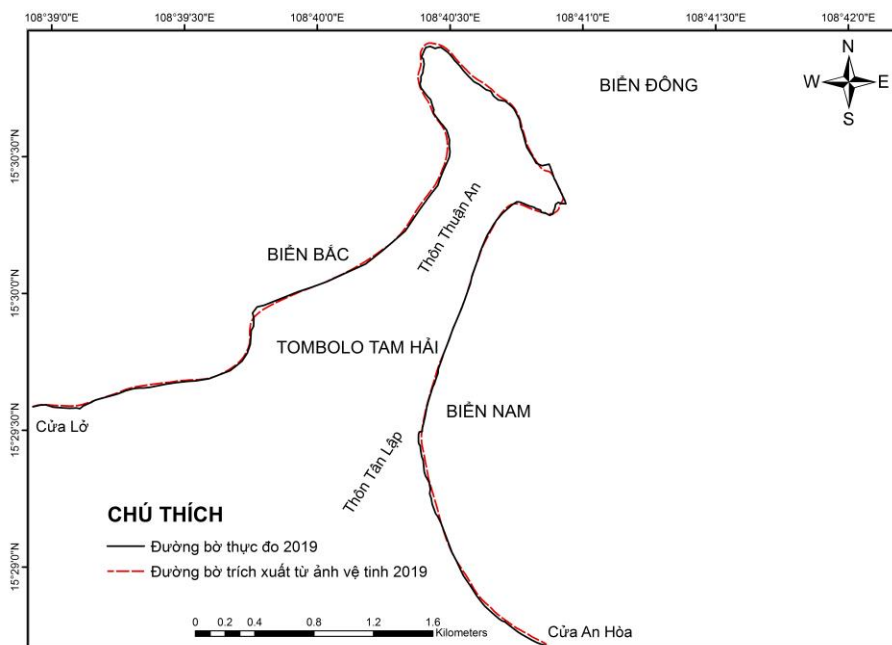 108°39'0"E 108°39'30"E 108°40'0"E 108°40'30"E 108°41'0"E 108°41'30"E 108°42'0"E
N
W E
S
BIỂN ĐÔNG
15°30'30"N
Thôn Thuận An
BIỂN BẮC
15°30'0"N
TOMBOLO TAM HẢI
BIỂN NAM
15°29'30"N
Cửa Lở
Thôn Tân Lập
CHÚ THÍCH
Đường bờ thực đo 2019
15°29'0"N
Đường bờ trích xuất từ ảnh vệ tinh 2019
0 0.2 0.4 0.8 1.2 1.6
Kilometers
Cửa An Hòa